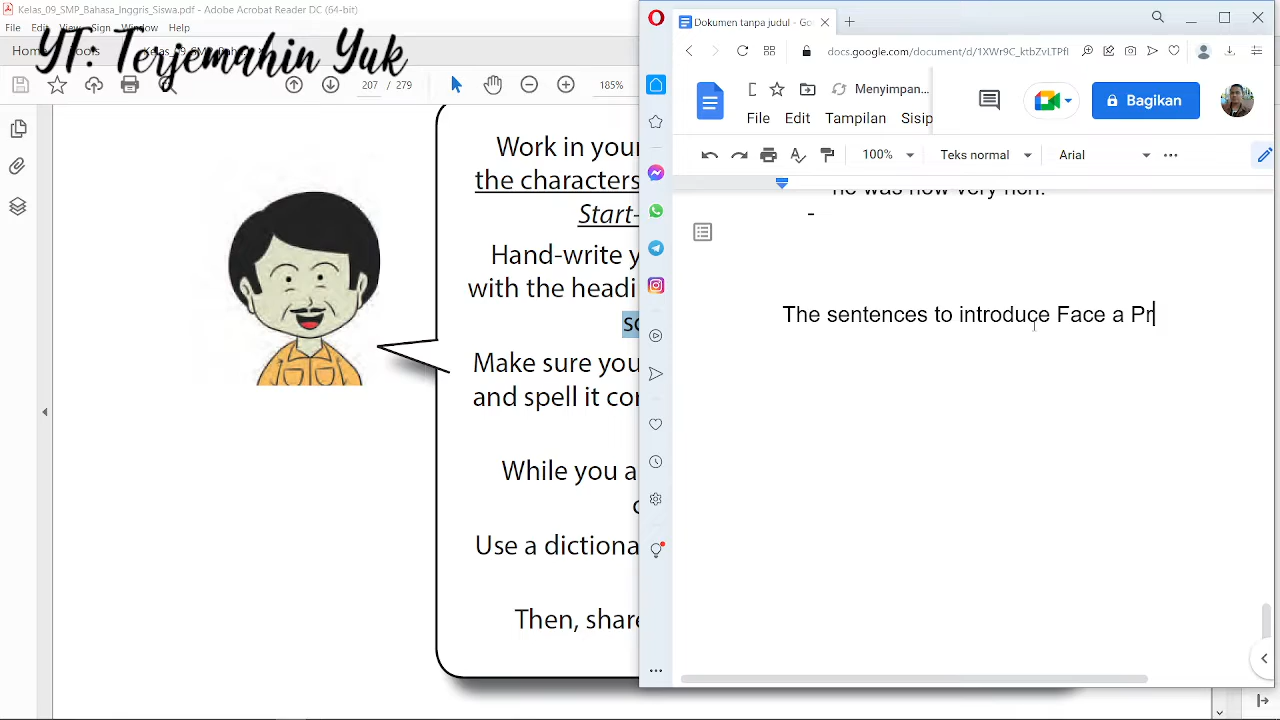 Kelas_09_SMP_Bahasa_Inggris_Siswa.pdf - Adobe Acrobat Reader DC (64-bit)
File Edit View Sign Window Help
YT: Terjemahin Yuk
207 / 279
185%
Work in your
the characters
Start-
Hand-write y
with the headi
Make sure you
and spell it cor
While you a
Use a dictiona
Then, share
Dokumen tanpa judul - Go
docs.google.com/document/d/1XWr9C_ktbZvLTPfl
Menyimpan...
Bagikan
File Edit Tampilan Sisip
100% Teks normal Arial
he was now very rich.
-
The sentences to introduce Face a Pr